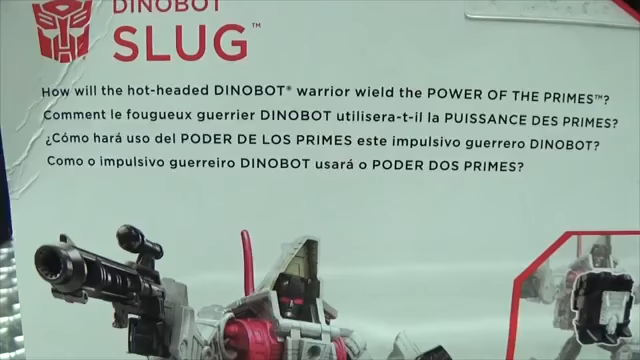 DINOBOT
SLUG™
How will the hot-headed DINOBOT® warrior wield the POWER OF THE PRIMES™?
Comment le fougueux guerrier DINOBOT utilisera-t-il la PUISSANCE DES PRIMES?
¿Cómo hará uso del PODER DE LOS PRIMES este impulsivo guerrero DINOBOT?
Como o impulsivo guerreiro DINOBOT usará o PODER DOS PRIMES?